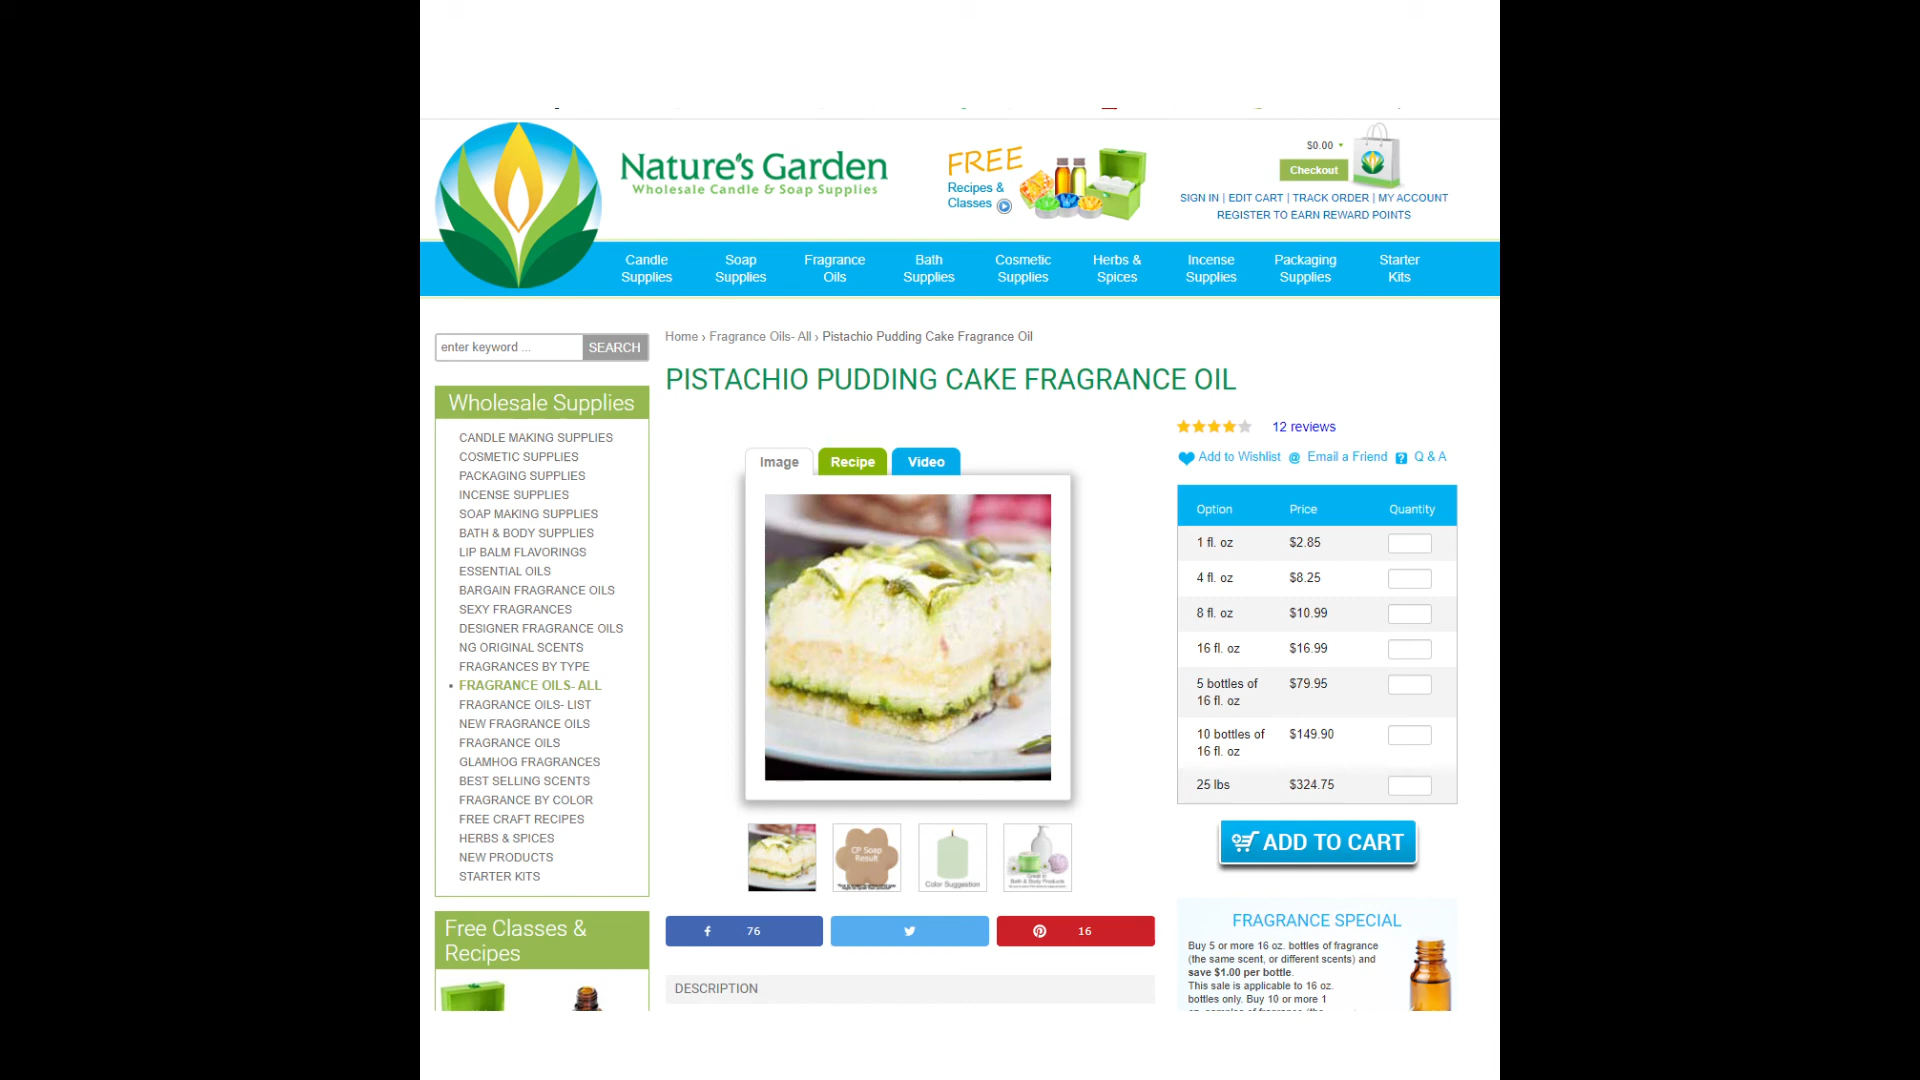 Nature's Garden
Wholesale Candle & Soap Supplies
FREE
Recipes &
Classes
$0.00
Checkout
SIGN IN | EDIT CART | TRACK ORDER | MY ACCOUNT
REGISTER TO EARN REWARD POINTS
Candle Supplies
Soap Supplies
Fragrance Oils
Bath Supplies
Cosmetic Supplies
Herbs & Spices
Incense Supplies
Packaging Supplies
Starter Kits
enter keyword ...
SEARCH
Home › Fragrance Oils- All › Pistachio Pudding Cake Fragrance Oil
PISTACHIO PUDDING CAKE FRAGRANCE OIL
Wholesale Supplies
CANDLE MAKING SUPPLIES
COSMETIC SUPPLIES
PACKAGING SUPPLIES
INCENSE SUPPLIES
SOAP MAKING SUPPLIES
BATH & BODY SUPPLIES
LIP BALM FLAVORINGS
ESSENTIAL OILS
BARGAIN FRAGRANCE OILS
SEXY FRAGRANCES
DESIGNER FRAGRANCE OILS
NG ORIGINAL SCENTS
FRAGRANCES BY TYPE
FRAGRANCE OILS- ALL
FRAGRANCE OILS- LIST
NEW FRAGRANCE OILS
FRAGRANCE OILS
GLAMHOG FRAGRANCES
BEST SELLING SCENTS
FRAGRANCE BY COLOR
FREE CRAFT RECIPES
HERBS & SPICES
NEW PRODUCTS
STARTER KITS
Free Classes &
Recipes
Image Recipe Video
CP Soap
Result
Color Suggestion
Bath & Body Products
76
16
DESCRIPTION
12 reviews
Add to Wishlist Email a Friend Q & A
Option Price Quantity
1 fl. oz $2.85
4 fl. oz $8.25
8 fl. oz $10.99
16 fl. oz $16.99
5 bottles of $79.95
16 fl. oz
10 bottles of $149.90
16 fl. oz
25 lbs $324.75
ADD TO CART
FRAGRANCE SPECIAL
Buy 5 or more 16 oz. bottles of fragrance
(the same scent, or different scents) and
save $1.00 per bottle.
This sale is applicable to 16 oz.
bottles only. Buy 10 or more 1